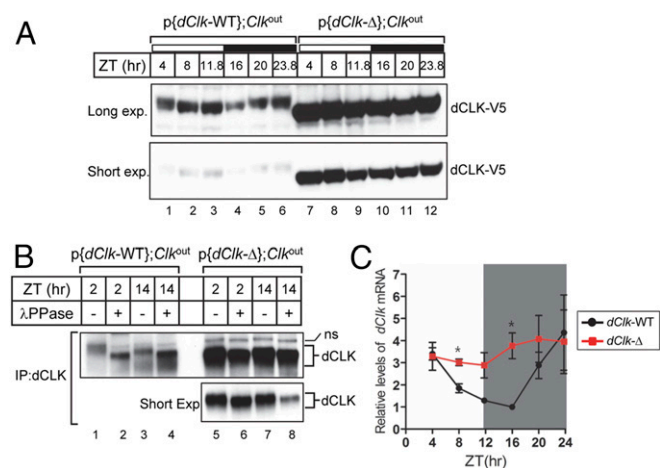 A
p{dClk-WT};Clkout p{dClk-Δ};Clkout
ZT (hr) 4 8 11.8 16 20 23.8 4 8 11.8 16 20 23.8
Long exp. dCLK-V5
Short exp. dCLK-V5
1 2 3 4 5 6 7 8 9 10 11 12
B
p{dClk-WT};Clkout p{dClk-Δ};Clkout
ZT (hr) 2 2 14 14 2 2 14 14
λPPase - + - + - + - +
IP:dCLK
ns
dCLK
Short Exp dCLK
1 2 3 4 5 6 7 8
C
Relative levels of dClk mRNA
7
6
5
4
3
2
1
0
* *
0 4 8 12 16 20 24
ZT(hr)
dClk-WT
dClk-Δ